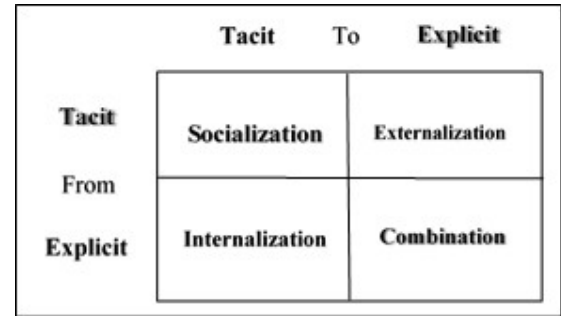 Tacit To Explicit
Tacit
Socialization Externalization
From
Explicit
Internalization Combination